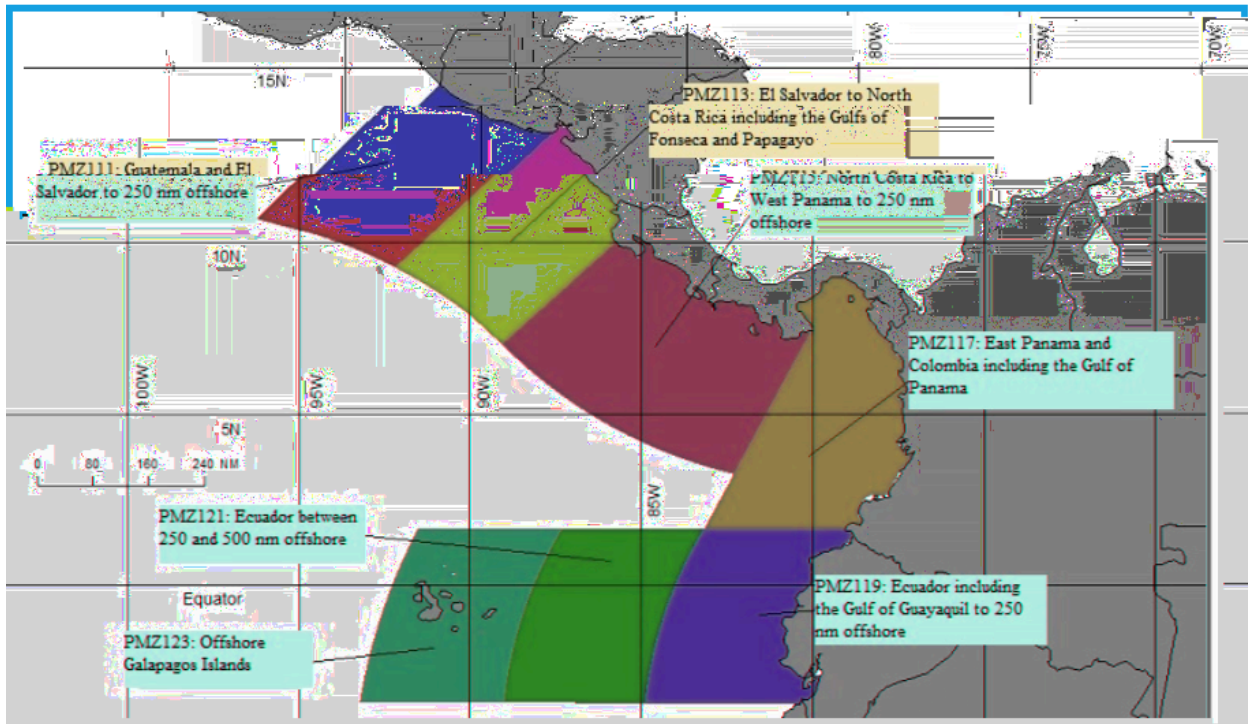 80W
75W
70W
15N
PMZ113: El Salvador to North
Costa Rica including the Gulfs of
Fonseca and Papagayo
PMZ111: Guatemala and El
Salvador to 250 nm offshore
PMZ115: North Costa Rica to
West Panama to 250 nm
offshore
10N
PMZ117: East Panama and
Colombia including the Gulf of
Panama
100W
95W
90W
5N
0 80 160 240 NM
85W
PMZ121: Ecuador between
250 and 500 nm offshore
PMZ119: Ecuador including
the Gulf of Guayaquil to 250
nm offshore
Equator
PMZ123: Offshore
Galapagos Islands